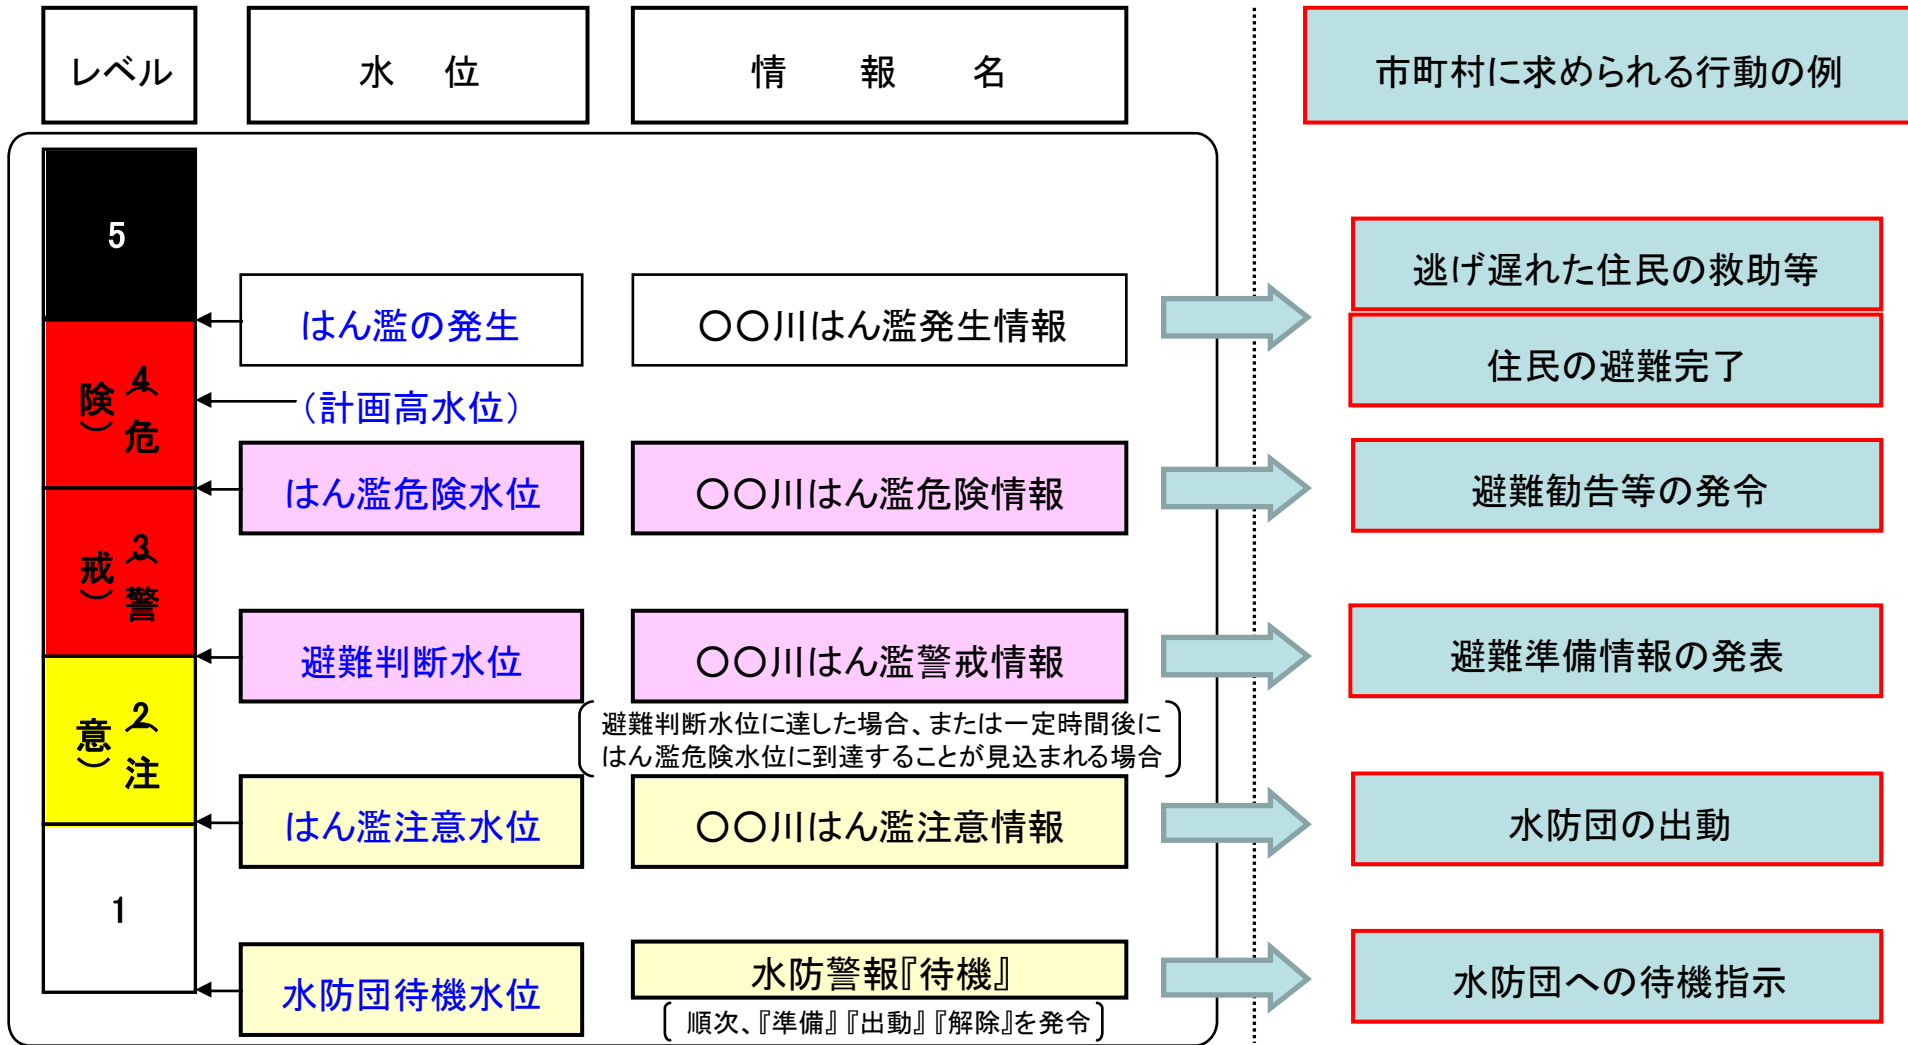 レベル
水 位
情 報 名
市町村に求められる行動の例
5
はん濫の発生
〇〇川はん濫発生情報
逃げ遅れた住民の救助等
住民の避難完了
4(危
険)
(計画高水位)
はん濫危険水位
〇〇川はん濫危険情報
避難勧告等の発令
3(警
戒)
避難判断水位
〇〇川はん濫警戒情報
避難準備情報の発表
避難判断水位に達した場合、または一定時間後に
はん濫危険水位に到達することが見込まれる場合
2(注
意)
はん濫注意水位
〇〇川はん濫注意情報
水防団の出動
1
水防団待機水位
水防警報『待機』
水防団への待機指示
順次、『準備』『出動』『解除』を発令